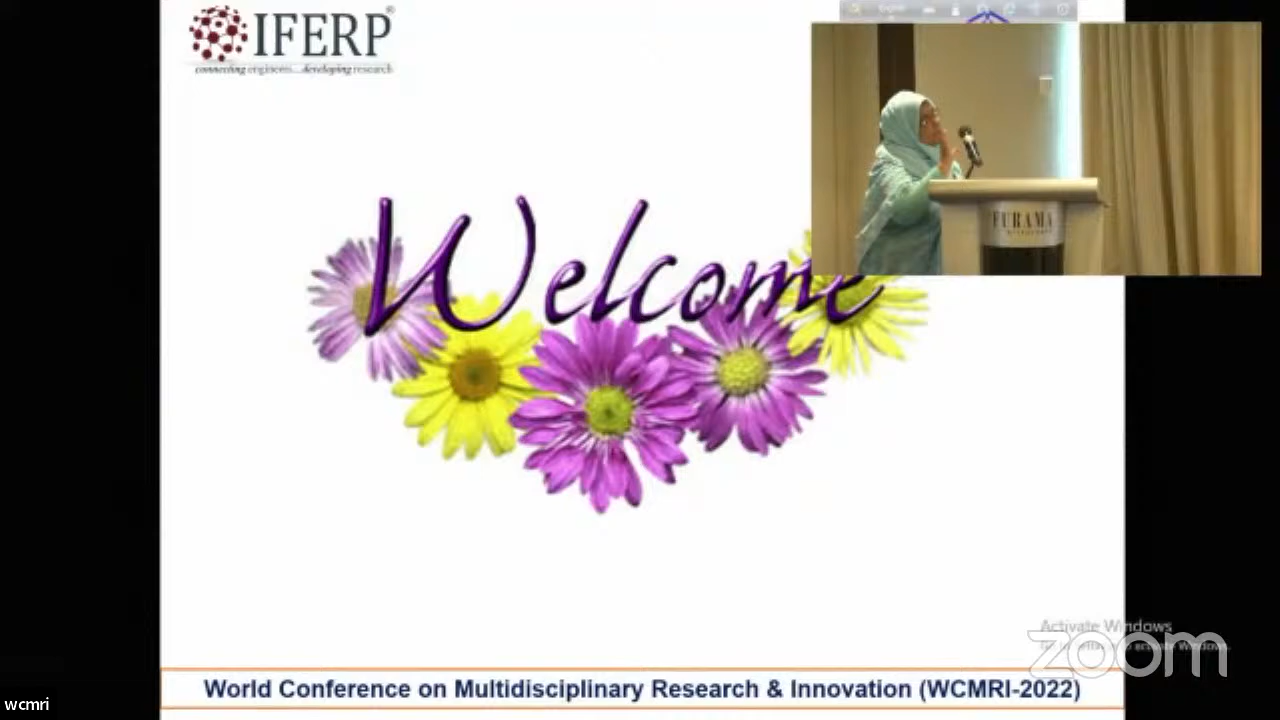 IFERP®
connecting engineers... developing research
Welcome
FURAMA
Activate Windows
zoom
World Conference on Multidisciplinary Research & Innovation (WCMRI-2022)
wcmri